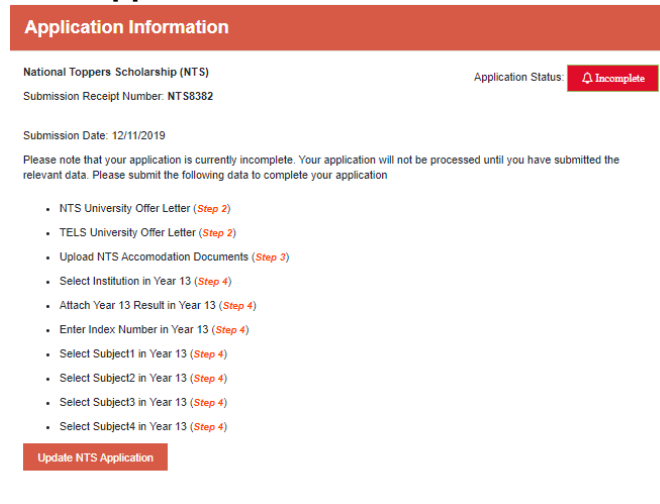 Application Information
National Toppers Scholarship (NTS)
Application Status: Incomplete
Submission Receipt Number: NTS8382
Submission Date: 12/11/2019
Please note that your application is currently incomplete. Your application will not be processed until you have submitted the
relevant data. Please submit the following data to complete your application
• NTS University Offer Letter (Step 2)
• TELS University Offer Letter (Step 2)
• Upload NTS Accomodation Documents (Step 3)
• Select Institution in Year 13 (Step 4)
• Attach Year 13 Result in Year 13 (Step 4)
• Enter Index Number in Year 13 (Step 4)
• Select Subject1 in Year 13 (Step 4)
• Select Subject2 in Year 13 (Step 4)
• Select Subject3 in Year 13 (Step 4)
• Select Subject4 in Year 13 (Step 4)
Update NTS Application